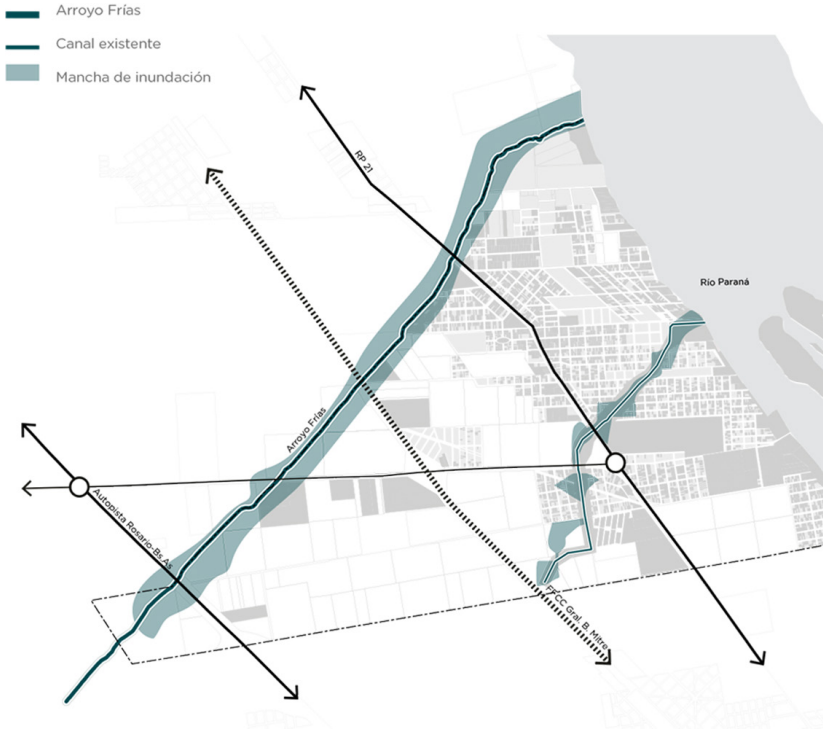 Arroyo Frías
Canal existente
Mancha de inundación
RP 21
Río Paraná
Arroyo Frías
Autopista Rosario-Bs As
FFCC Gral. B. Mitre